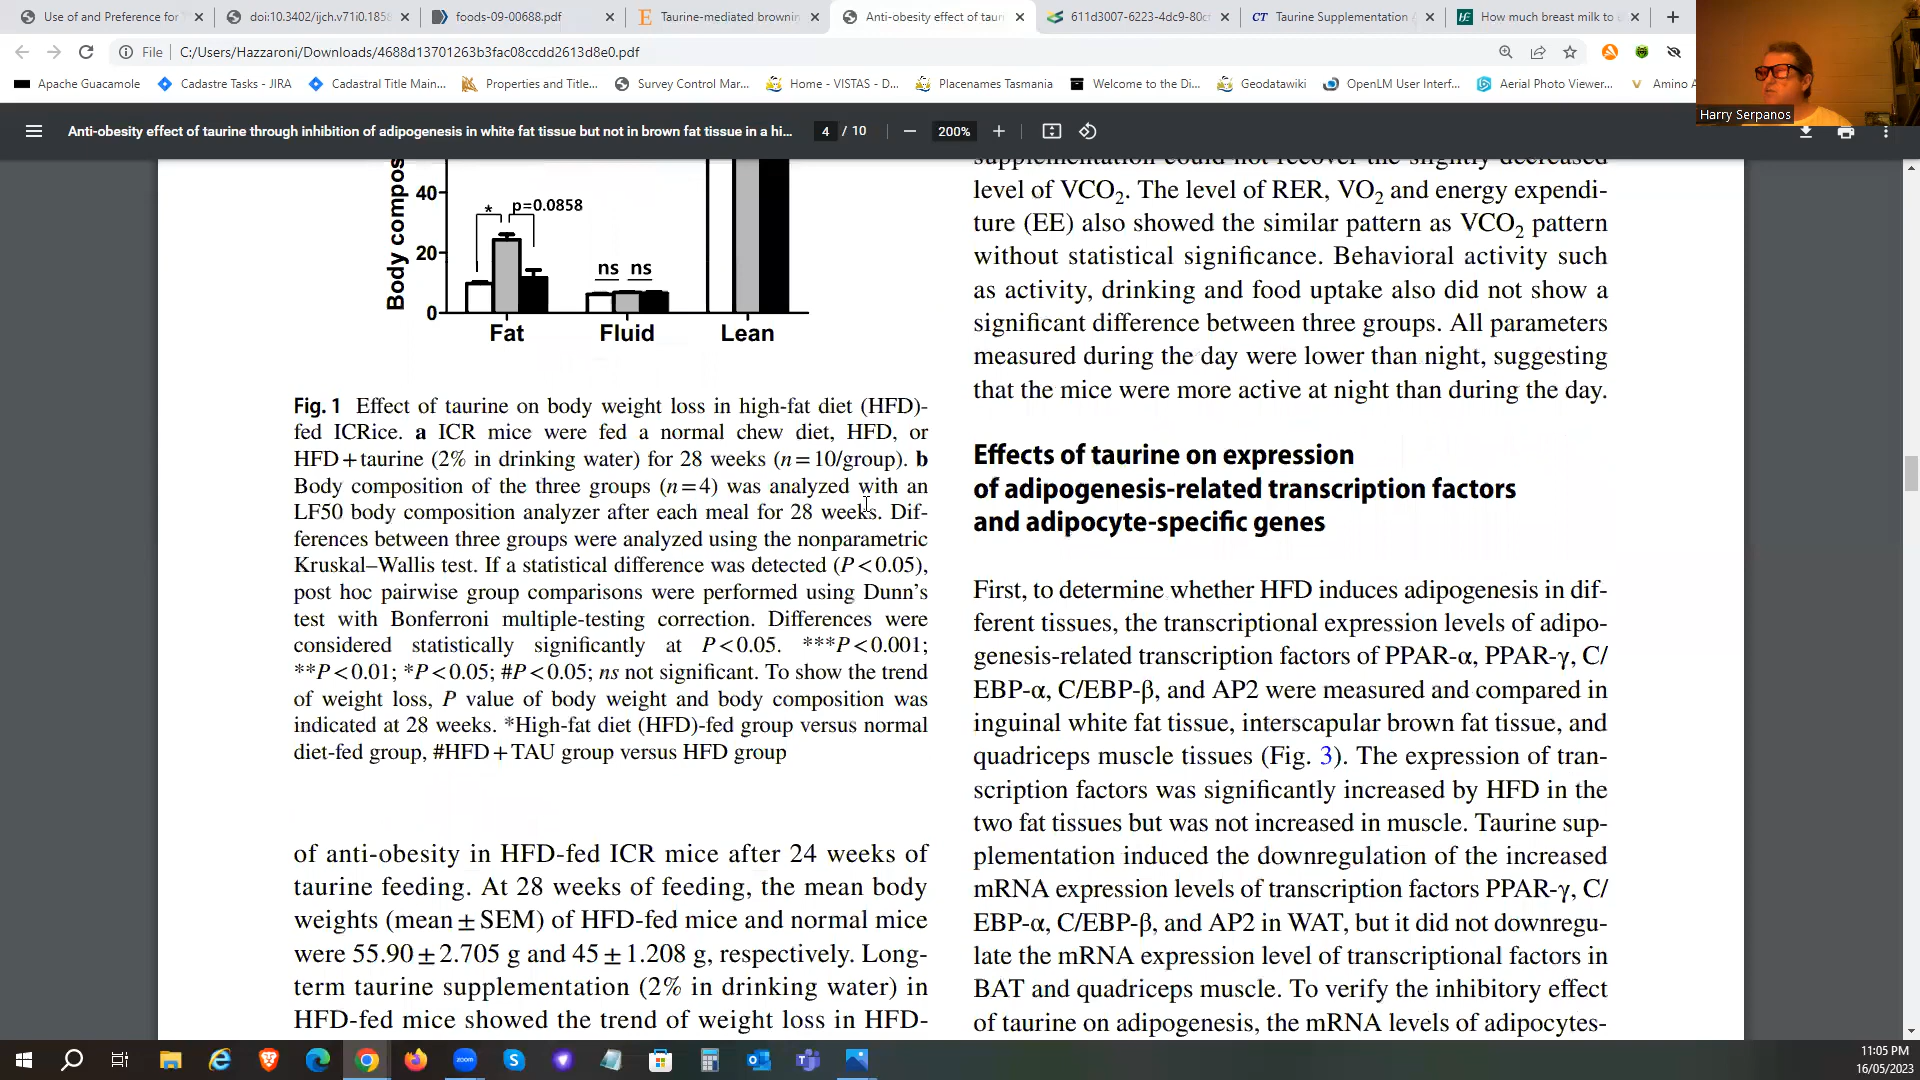 Use of and Preference for
doi:10.3402/ijch.v71i0.185
foods-09-00688.pdf
Taurine-mediated brownin
Anti-obesity effect of taur
611d3007-6223-4dc9-80c
Taurine Supplementation
How much breast milk to
File C:/Users/Hazzaroni/Downloads/4688d13701263b3fac08ccdd2613d8e0.pdf
Apache Guacamole
Cadastre Tasks - JIRA
Cadastral Title Main...
Properties and Title...
Survey Control Mar...
Home - VISTAS - D...
Placenames Tasmania
Welcome to the Di...
Geodatawiki
OpenLM User Interf...
Aerial Photo Viewer...
Amino A
Harry Serpanos
Anti-obesity effect of taurine through inhibition of adipogenesis in white fat tissue but not in brown fat tissue in a hi...
4 / 10
200%
Body compos
40
20
0
*
p=0.0858
ns ns
Fat Fluid Lean
Fig. 1 Effect of taurine on body weight loss in high-fat diet (HFD)-
fed ICRice. a ICR mice were fed a normal chew diet, HFD, or
HFD+taurine (2% in drinking water) for 28 weeks (n=10/group). b
Body composition of the three groups (n=4) was analyzed with an
LF50 body composition analyzer after each meal for 28 weeks. Dif-
ferences between three groups were analyzed using the nonparametric
Kruskal–Wallis test. If a statistical difference was detected (P<0.05),
post hoc pairwise group comparisons were performed using Dunn's
test with Bonferroni multiple-testing correction. Differences were
considered statistically significantly at P<0.05. ***P<0.001;
**P<0.01; *P<0.05; #P<0.05; ns not significant. To show the trend
of weight loss, P value of body weight and body composition was
indicated at 28 weeks. *High-fat diet (HFD)-fed group versus normal
diet-fed group, #HFD+TAU group versus HFD group
of anti-obesity in HFD-fed ICR mice after 24 weeks of
taurine feeding. At 28 weeks of feeding, the mean body
weights (mean±SEM) of HFD-fed mice and normal mice
were 55.90±2.705 g and 45±1.208 g, respectively. Long-
term taurine supplementation (2% in drinking water) in
HFD-fed mice showed the trend of weight loss in HFD-
supplementation could not recover the slightly decreased
level of VCO2. The level of RER, VO2 and energy expendi-
ture (EE) also showed the similar pattern as VCO2 pattern
without statistical significance. Behavioral activity such
as activity, drinking and food uptake also did not show a
significant difference between three groups. All parameters
measured during the day were lower than night, suggesting
that the mice were more active at night than during the day.
Effects of taurine on expression
of adipogenesis-related transcription factors
and adipocyte-specific genes
First, to determine whether HFD induces adipogenesis in dif-
ferent tissues, the transcriptional expression levels of adipo-
genesis-related transcription factors of PPAR-α, PPAR-γ, C/
EBP-α, C/EBP-β, and AP2 were measured and compared in
inguinal white fat tissue, interscapular brown fat tissue, and
quadriceps muscle tissues (Fig. 3). The expression of tran-
scription factors was significantly increased by HFD in the
two fat tissues but was not increased in muscle. Taurine sup-
plementation induced the downregulation of the increased
mRNA expression levels of transcription factors PPAR-γ, C/
EBP-α, C/EBP-β, and AP2 in WAT, but it did not downregu-
late the mRNA expression level of transcriptional factors in
BAT and quadriceps muscle. To verify the inhibitory effect
of taurine on adipogenesis, the mRNA levels of adipocytes-
11:05 PM
16/05/2023